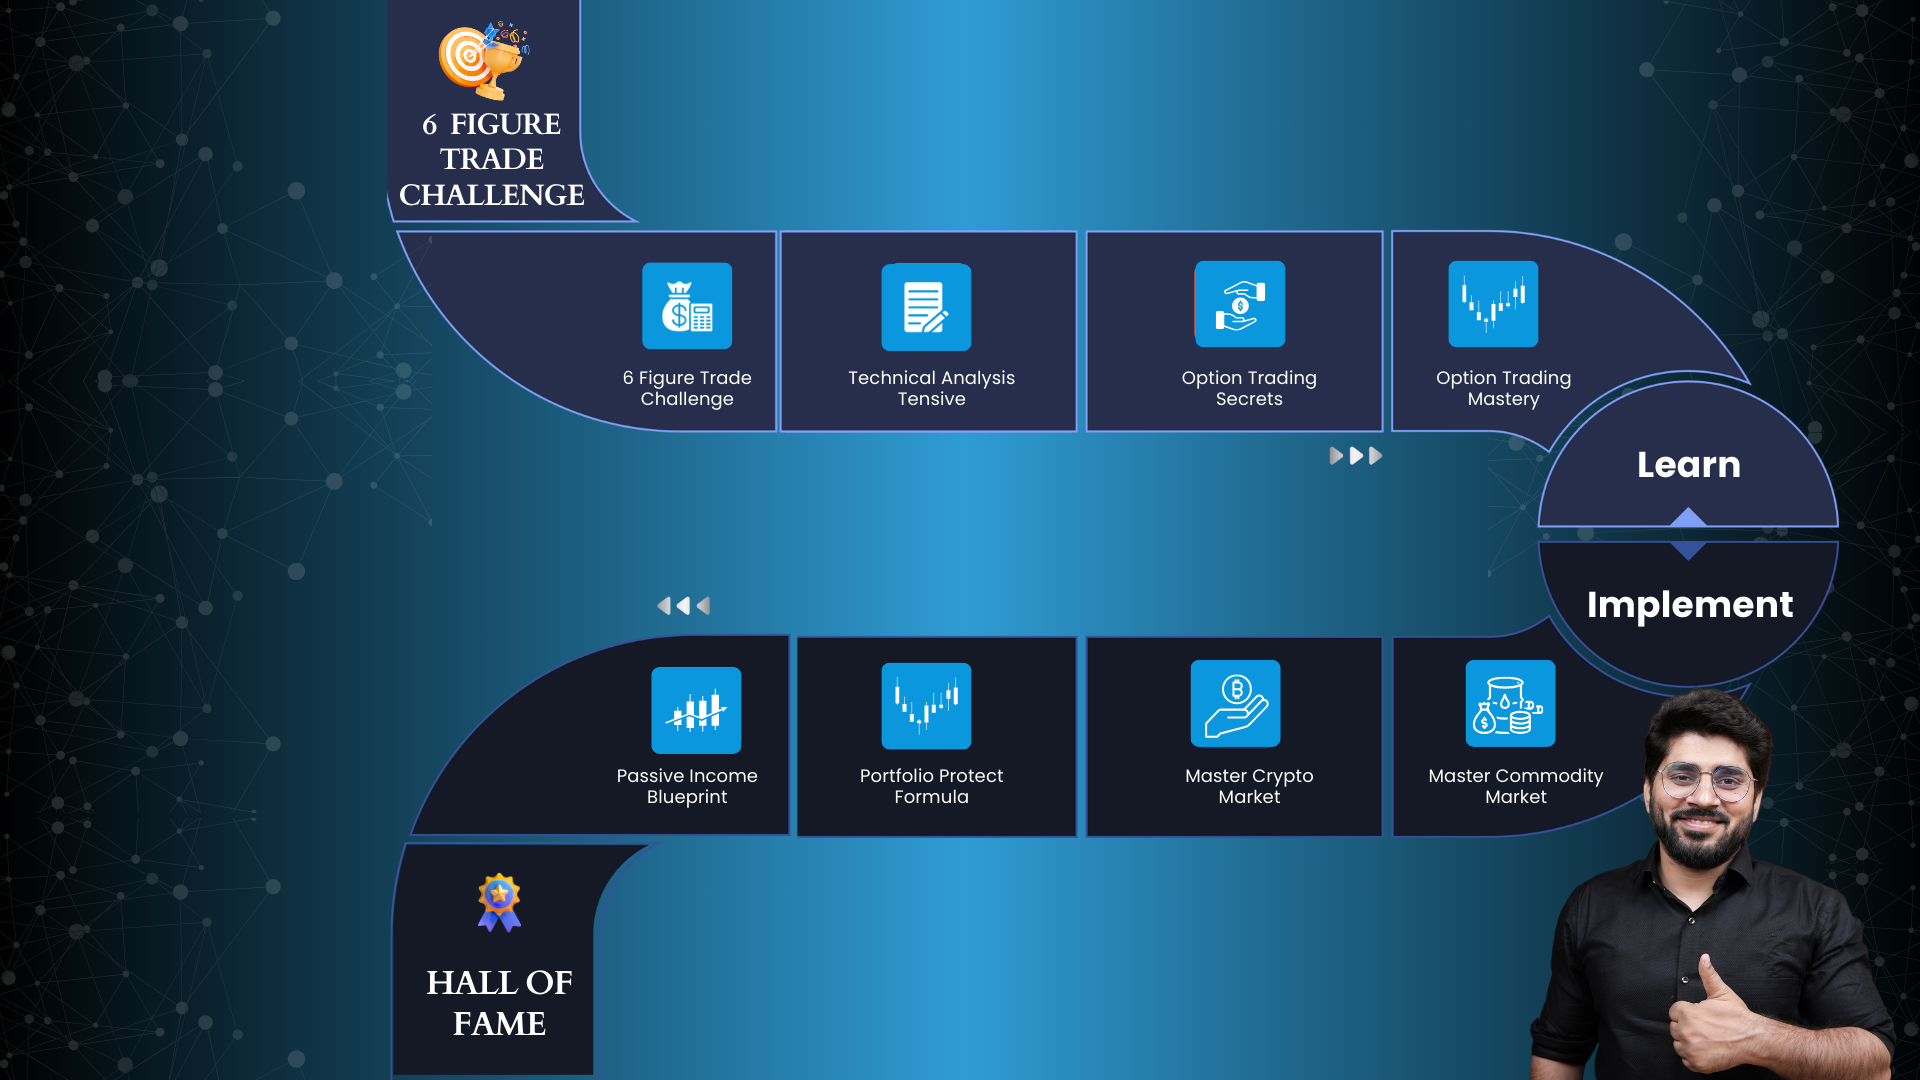 6 FIGURE
TRADE
CHALLENGE
6 Figure Trade
Challenge
Technical Analysis
Tensive
Option Trading
Secrets
Option Trading
Mastery
Learn
Implement
Passive Income
Blueprint
Portfolio Protect
Formula
Master Crypto
Market
Master Commodity
Market
HALL OF
FAME